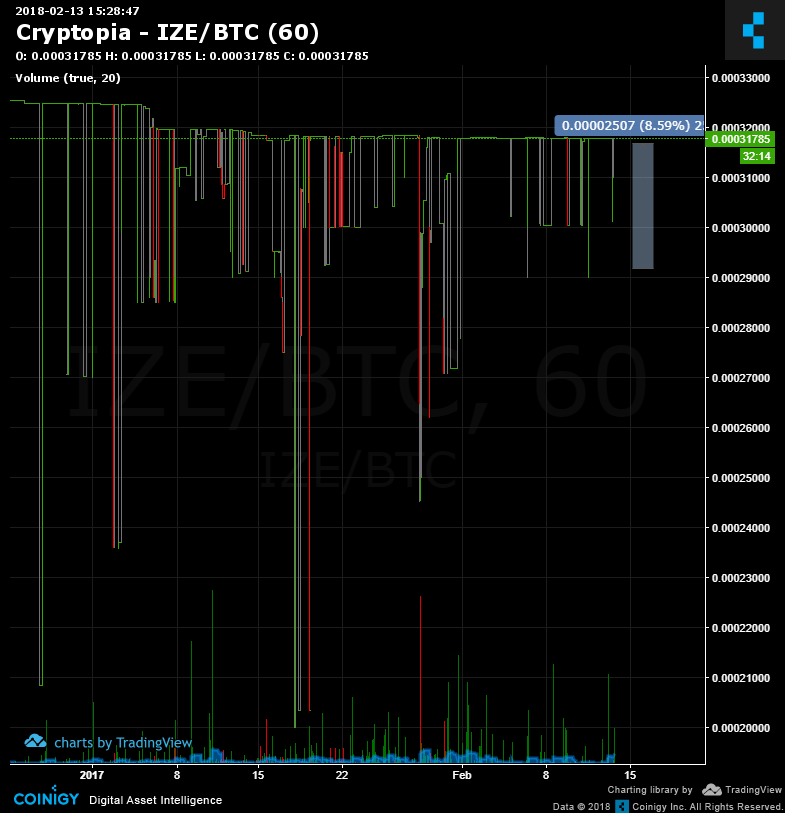 2018-02-13 15:28:47
Cryptopia - IZE/BTC (60)
O: 0.00031785 H: 0.00031785 L: 0.00031785 C: 0.00031785
Volume (true, 20)
0.00033000
0.00002507 (8.59%) 2
0.00032000
0.00031785
32:14
0.00031000
0.00030000
0.00029000
0.00028000
IZE/BTC, 60
0.00027000
0.00026000
IZE/BTC
0.00025000
0.00024000
0.00023000
0.00022000
0.00021000
0.00020000
charts by TradingView
2017 8 15 22 Feb 8 15
COINIGY Digital Asset Intelligence
Charting library by TradingView
Data © 2018 Coinigy Inc. All Rights Reserved.